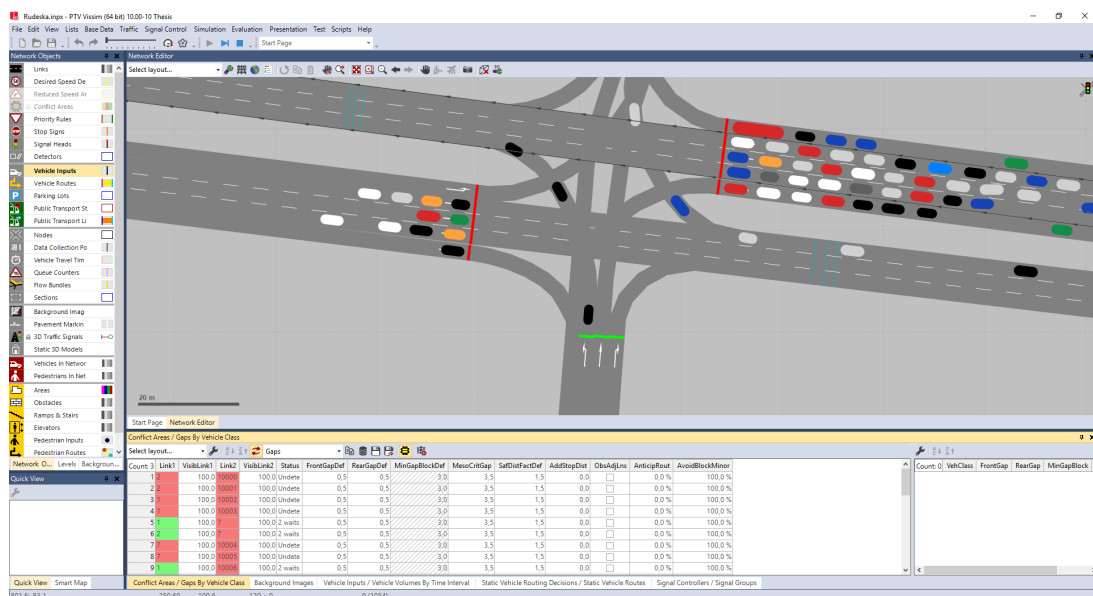 Rudeska.inpx - PTV Vissim (64 bit) 10.00-10 Thesis
File Edit View Lists Base Data Traffic Signal Control Simulation Evaluation Presentation Test Scripts Help
Start Page
Network Objects
Network Editor
Select layout...
Links
Desired Speed De
Reduced Speed Ar
Conflict Areas
Priority Rules
Stop Signs
Signal Heads
Detectors
Vehicle Inputs
Vehicle Routes
Parking Lots
Public Transport St
Public Transport Li
Nodes
Data Collection Po
Vehicle Travel Tim
Queue Counters
Flow Bundles
Sections
Background Imag
Pavement Markin
3D Traffic Signals
Static 3D Models
Vehicles In Networ
Pedestrians In Net
Areas
Obstacles
Ramps & Stairs
Elevators
Pedestrian Inputs
Pedestrian Routes
Network O... Levels Backgroun...
20 m
Start Page Network Editor
Conflict Areas / Gaps By Vehicle Class
Select layout... Gaps
Count: 3 Link1 VisibLink1 Link2 VisibLink2 Status FrontGapDef RearGapDef MinGapBlockDef MesoCritGap SafDistFactDef AddStopDist ObsAdjLns AnticipRout AvoidBlockMinor
1 2 100,0 10000 100,0 Undete 0,5 0,5 3,0 3,5 1,5 0,0 0,0 % 100,0 %
2 2 100,0 10001 100,0 Undete 0,5 0,5 3,0 3,5 1,5 0,0 0,0 % 100,0 %
3 1 100,0 10002 100,0 Undete 0,5 0,5 3,0 3,5 1,5 0,0 0,0 % 100,0 %
4 1 100,0 10003 100,0 Undete 0,5 0,5 3,0 3,5 1,5 0,0 0,0 % 100,0 %
5 1 100,0 7 100,0 2 waits 0,5 0,5 3,0 3,5 1,5 0,0 0,0 % 100,0 %
6 2 100,0 7 100,0 2 waits 0,5 0,5 3,0 3,5 1,5 0,0 0,0 % 100,0 %
7 7 100,0 10004 100,0 Undete 0,5 0,5 3,0 3,5 1,5 0,0 0,0 % 100,0 %
8 7 100,0 10005 100,0 Undete 0,5 0,5 3,0 3,5 1,5 0,0 0,0 % 100,0 %
9 1 100,0 10006 100,0 2 waits 0,5 0,5 3,0 3,5 1,5 0,0 0,0 % 100,0 %
Count: 0 VehClass FrontGap RearGap MinGapBlock
Quick View
Quick View Smart Map
Conflict Areas / Gaps By Vehicle Class Background Images Vehicle Inputs / Vehicle Volumes By Time Interval Static Vehicle Routing Decisions / Static Vehicle Routes Signal Controllers / Signal Groups